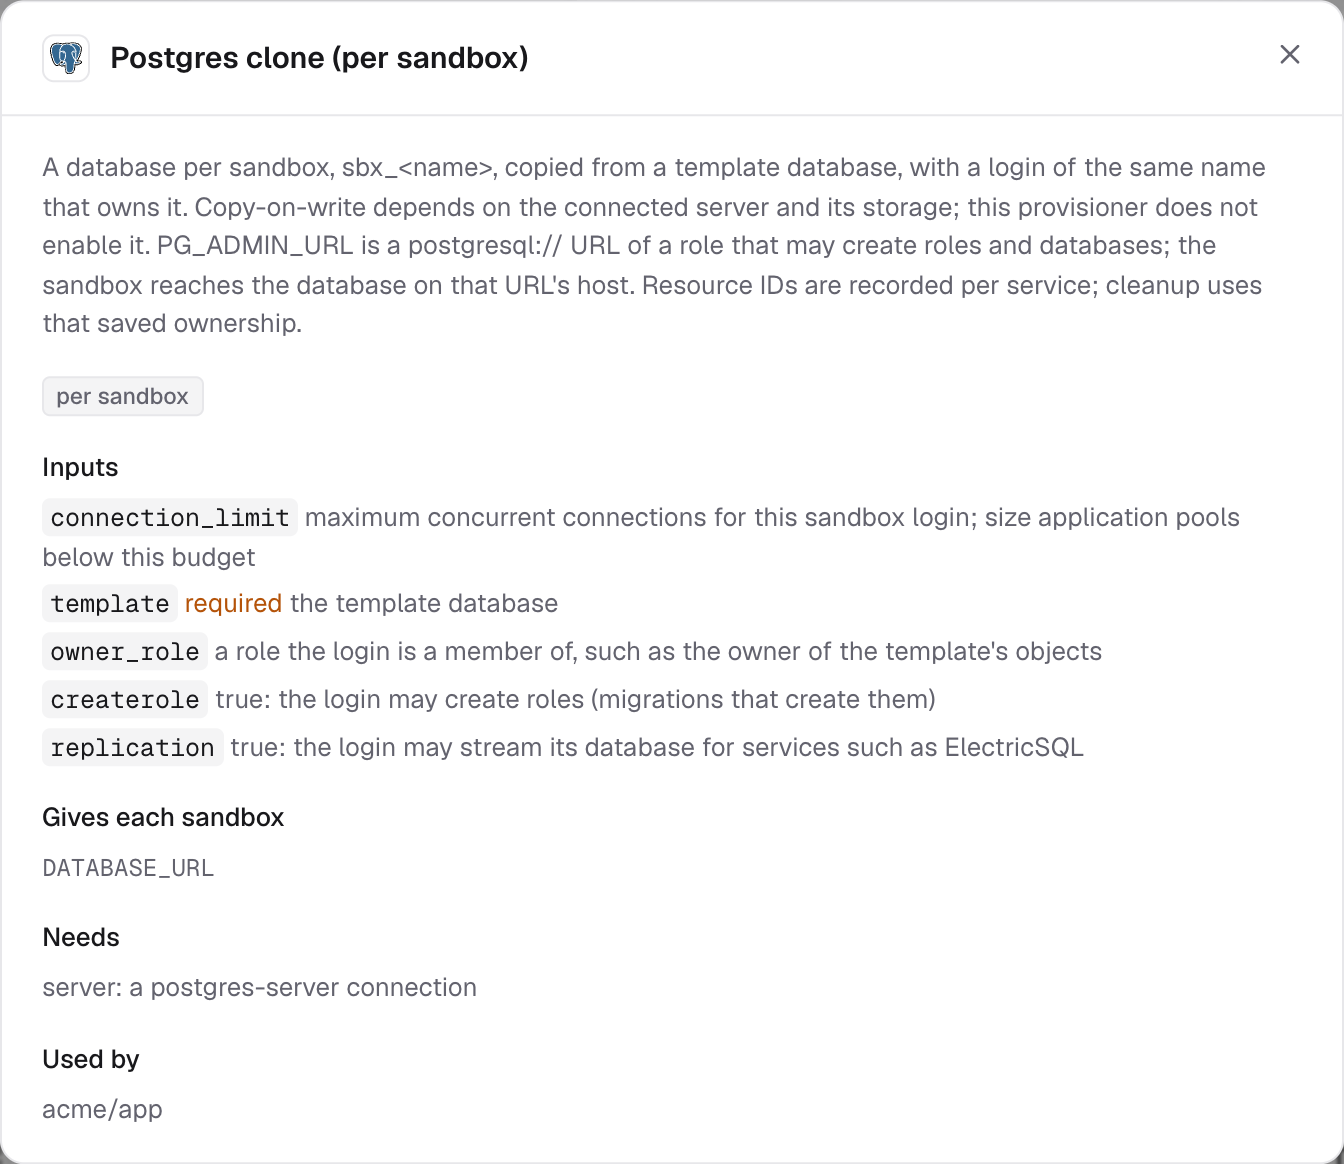 Postgres clone (per sandbox)
A database per sandbox, sbx_<name>, copied from a template database, with a login of the same name
that owns it. Copy-on-write depends on the connected server and its storage; this provisioner does not
enable it. PG_ADMIN_URL is a postgresql:// URL of a role that may create roles and databases; the
sandbox reaches the database on that URL's host. Resource IDs are recorded per service; cleanup uses
that saved ownership.
per sandbox
Inputs
connection_limit maximum concurrent connections for this sandbox login; size application pools
below this budget
template required the template database
owner_role a role the login is a member of, such as the owner of the template's objects
createrole true: the login may create roles (migrations that create them)
replication true: the login may stream its database for services such as ElectricSQL
Gives each sandbox
DATABASE_URL
Needs
server: a postgres-server connection
Used by
acme/app